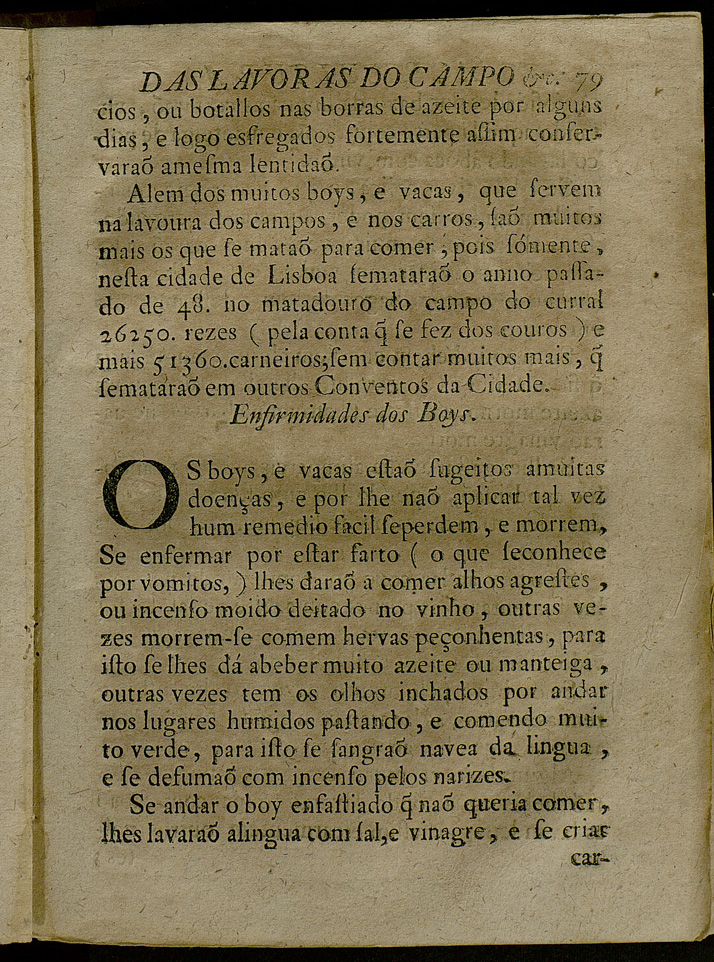 DAS LAVORAS DO CAMPO &c. 79
cios, ou botallos nas borras de azeite por alguns
dias, e logo esfregados fortemente aſſim conſer-
varaõ ameſma lentidaõ.
Alem dos muitos boys, e vacas, que ſervem
na lavoura dos campos, e nos carros, ſaõ muitos
mais os que ſe mataõ para comer, pois ſómente,
neſta cidade de Lisboa ſemataraõ o anno paſſa-
do de 48. no matadouro do campo do curral
26250. rezes ( pela conta q̃ ſe fez dos couros ) e
mais 51360.carneiros;ſem contar muitos mais, q̃
ſemataraõ em outros Conventos da Cidade.
Enfirmidades dos Boys.
OS boys, e vacas eſtaõ ſugeitos amuitas
doenças, e por lhe naõ aplicar tal vez
hum remedio facil ſeperdem, e morrem,
Se enfermar por eſtar farto ( o que ſeconhece
por vomitos, ) lhes daraõ a comer alhos agreſtes,
ou incenſo moido deitado no vinho, outras ve-
zes morrem-ſe comem hervas peçonhentas, para
iſto ſe lhes dá abeber muito azeite ou manteiga,
outras vezes tem os olhos inchados por andar
nos lugares humidos paſtando, e comendo mui-
to verde, para iſto ſe ſangraõ navea da lingua,
e ſe defumaõ com incenſo pelos narizes.
Se andar o boy enfaſtiado q̃ naõ queria comer,
lhes lavaraõ alingua com ſal,e vinagre, e ſe criar
car-